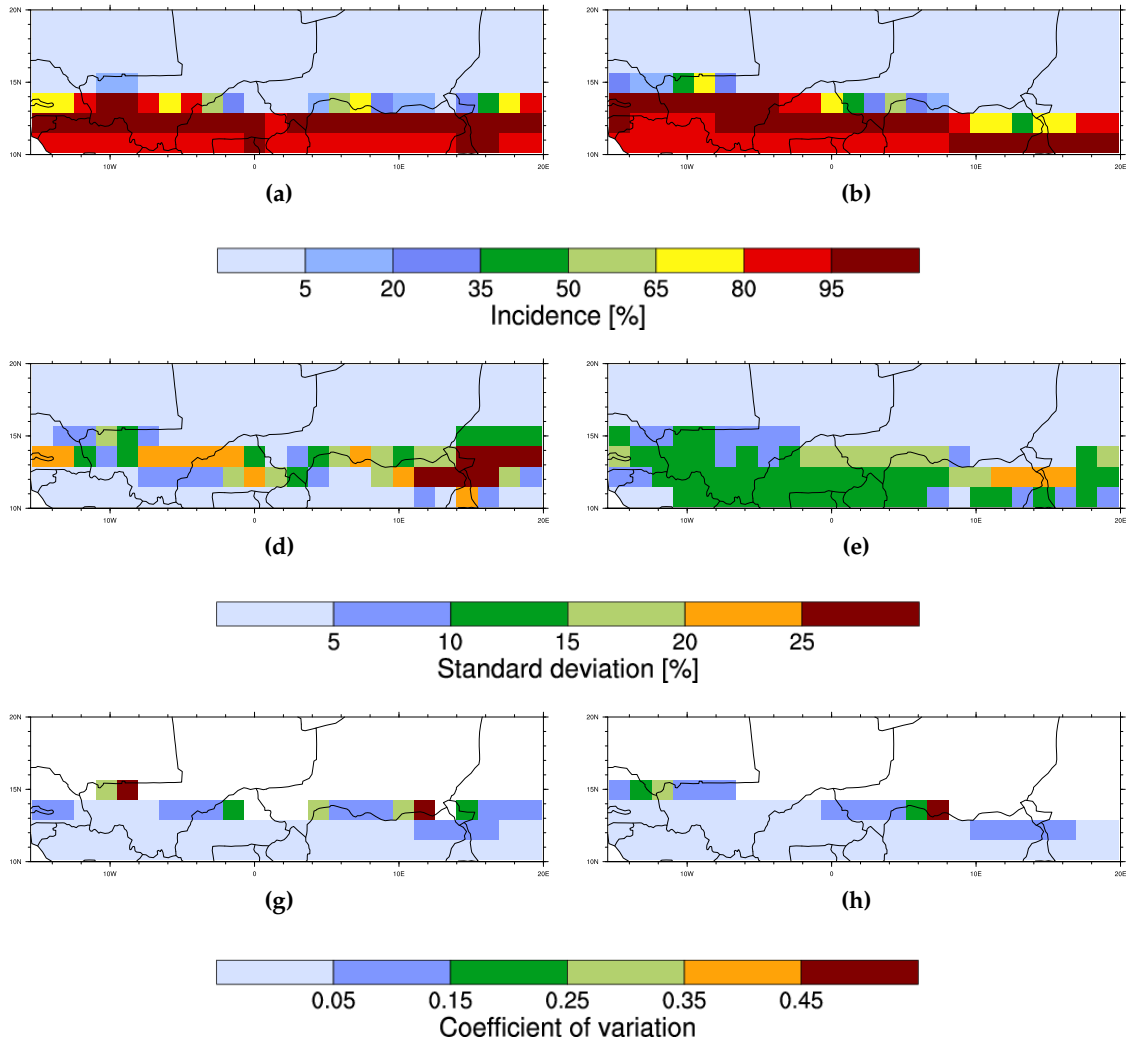 20N 20N
15N 15N
10N 10N
10W 0 10E 20E 10W 0 10E 20E
(a) (b)
5 20 35 50 65 80 95
Incidence [%]
20N 20N
15N 15N
10N 10N
10W 0 10E 20E 10W 0 10E 20E
(d) (e)
5 10 15 20 25
Standard deviation [%]
20N 20N
15N 15N
10N 10N
10W 0 10E 20E 10W 0 10E 20E
(g) (h)
0.05 0.15 0.25 0.35 0.45
Coefficient of variation